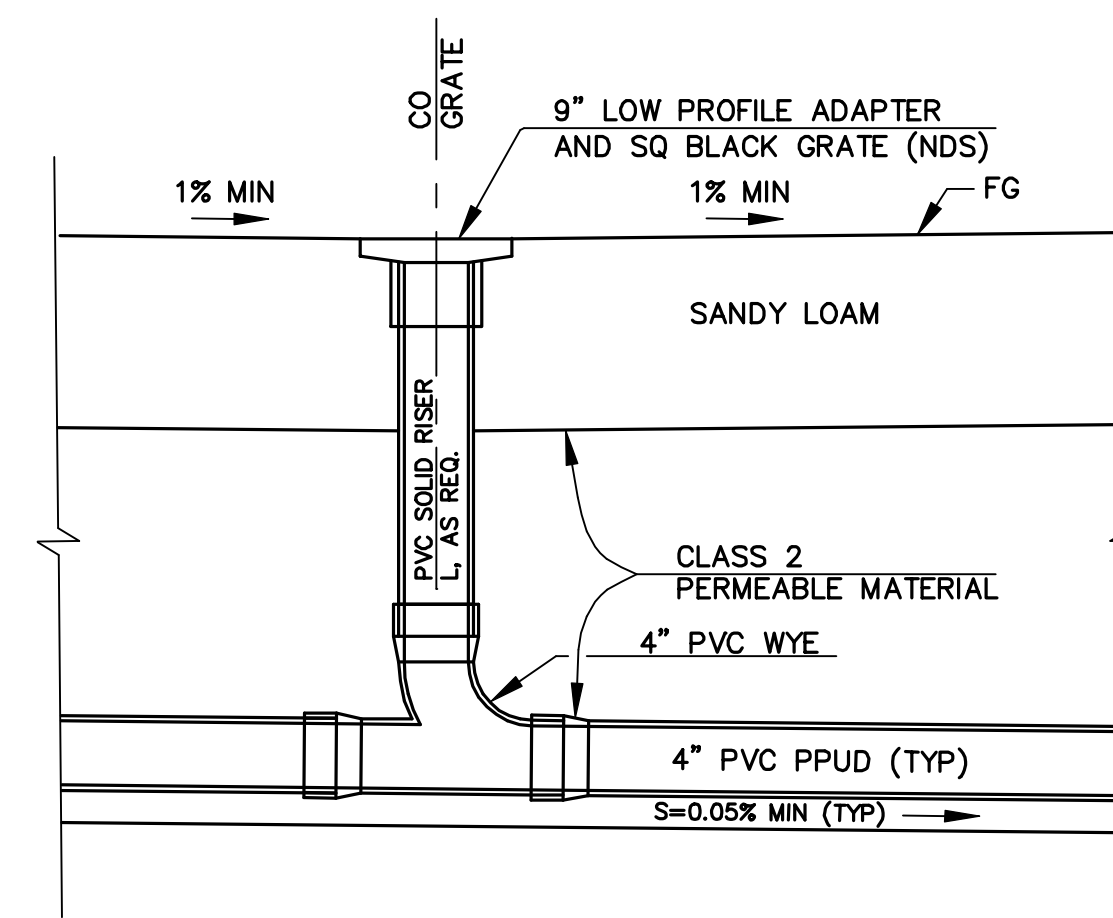 CO
GRATE
9” LOW PROFILE ADAPTER
AND SQ BLACK GRATE (NDS)
1% MIN
1% MIN
FG
SANDY LOAM
PVC SOLID RISER
L, AS REQ.
CLASS 2
PERMEABLE MATERIAL
4” PVC WYE
4” PVC PPUD (TYP)
S=0.05% MIN (TYP)